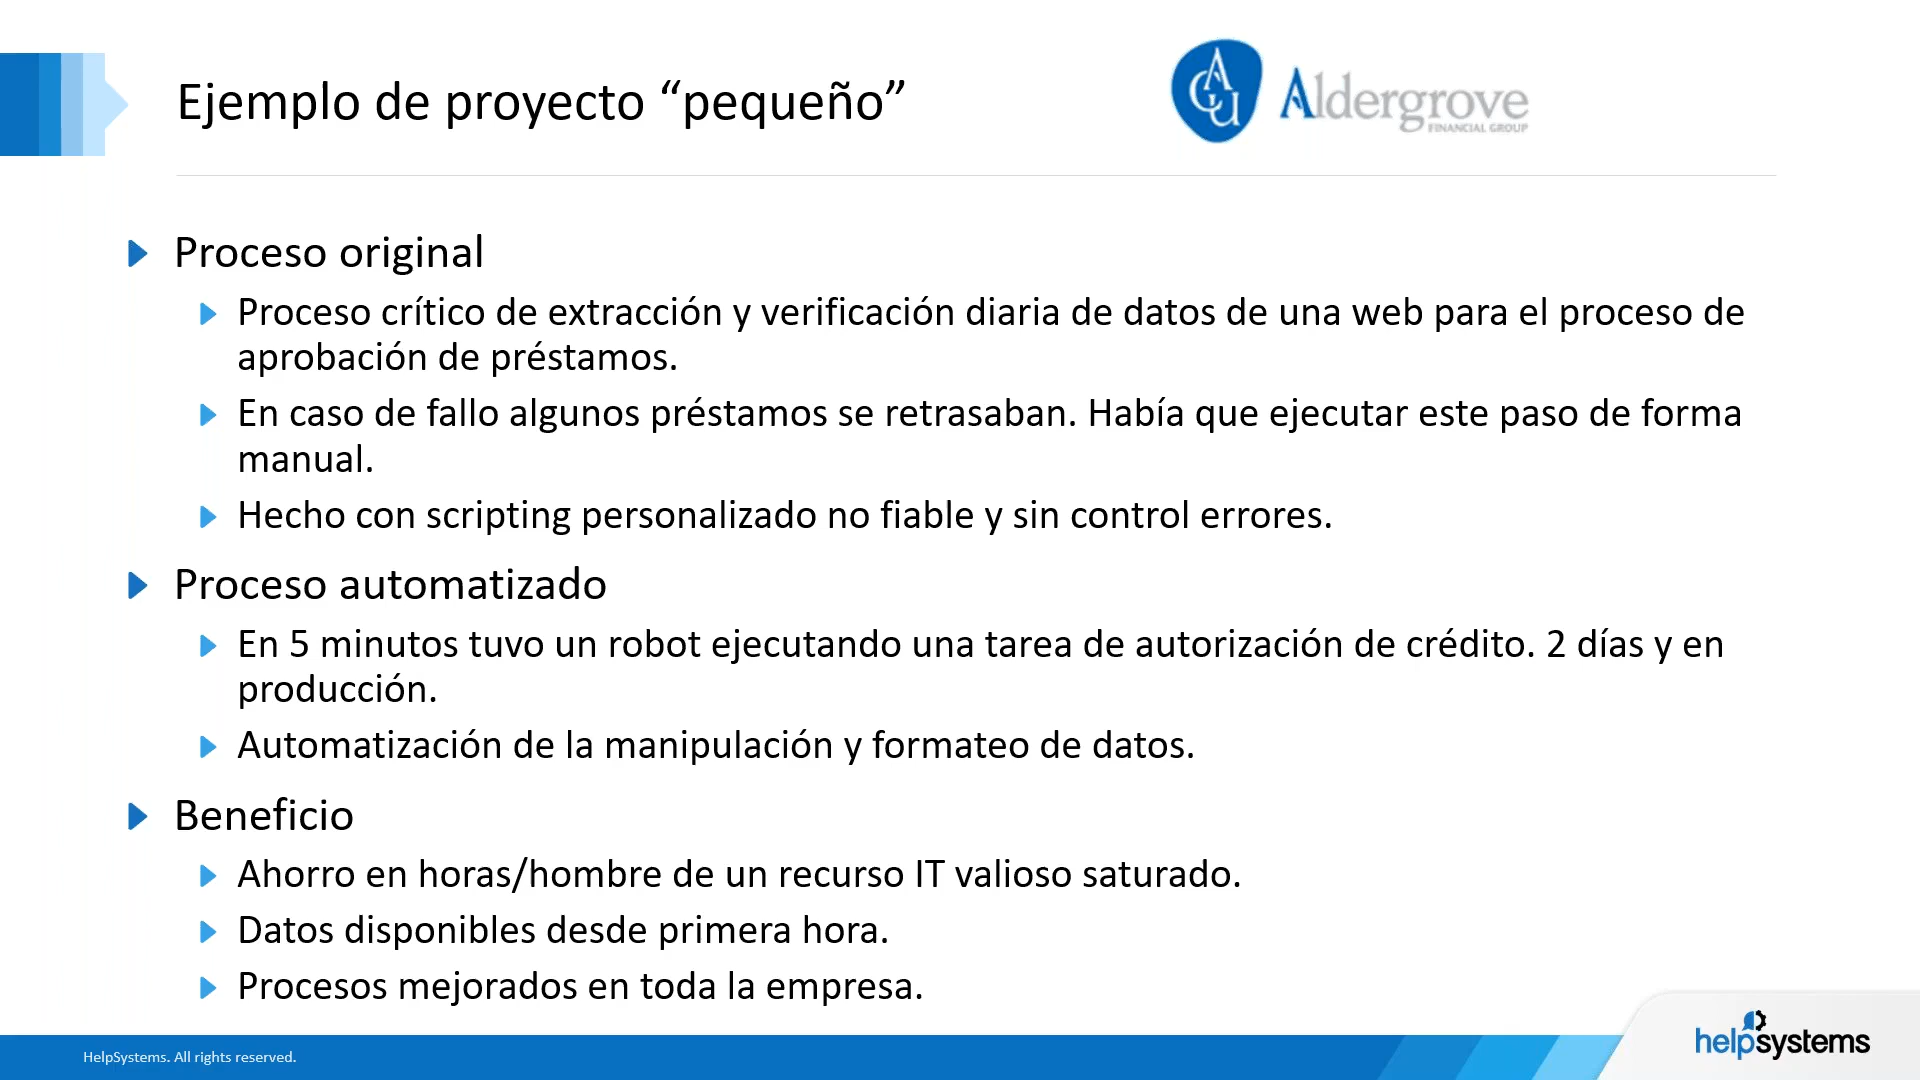 Ejemplo de proyecto “pequeño”
ACU
Aldergrove
FINANCIAL GROUP
Proceso original
Proceso crítico de extracción y verificación diaria de datos de una web para el proceso de
aprobación de préstamos.
En caso de fallo algunos préstamos se retrasaban. Había que ejecutar este paso de forma
manual.
Hecho con scripting personalizado no fiable y sin control errores.
Proceso automatizado
En 5 minutos tuvo un robot ejecutando una tarea de autorización de crédito. 2 días y en
producción.
Automatización de la manipulación y formateo de datos.
Beneficio
Ahorro en horas/hombre de un recurso IT valioso saturado.
Datos disponibles desde primera hora.
Procesos mejorados en toda la empresa.
HelpSystems. All rights reserved.
helpsystems